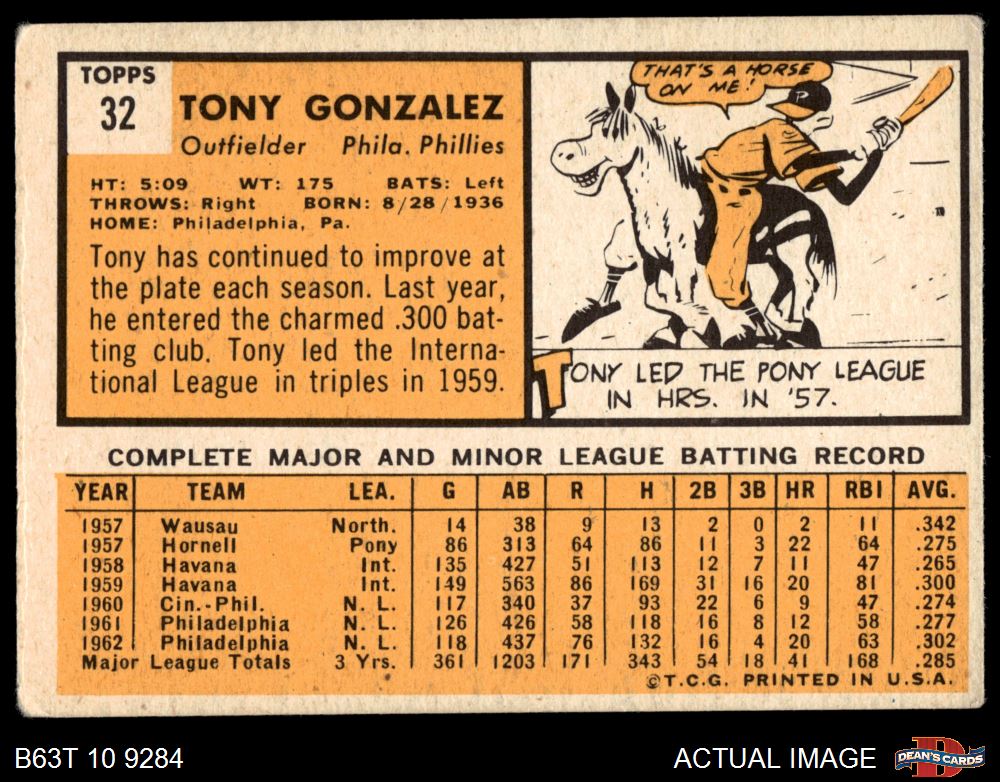 TOPPS
32
TONY GONZALEZ
Outfielder Phila. Phillies
HT: 5:09 WT: 175 BATS: Left
THROWS: Right BORN: 8/28/1936
HOME: Philadelphia, Pa.
Tony has continued to improve at
the plate each season. Last year,
he entered the charmed .300 bat-
ting club. Tony led the Interna-
tional League in triples in 1959.
THAT'S A HORSE
ON ME!
P
TONY LED THE PONY LEAGUE
IN HRS. IN '57.
COMPLETE MAJOR AND MINOR LEAGUE BATTING RECORD
YEAR TEAM LEA. G AB R H 2B 3B HR RBI AVG.
1957 Wausau North. 14 38 9 13 2 0 2 11 .342
1957 Hornell Pony 86 313 64 86 11 3 22 64 .275
1958 Havana Int. 135 427 51 113 12 7 11 47 .265
1959 Havana Int. 149 563 86 169 31 16 20 81 .300
1960 Cin.-Phil. N. L. 117 340 37 93 22 6 9 47 .274
1961 Philadelphia N. L. 126 426 58 118 16 8 12 58 .277
1962 Philadelphia N. L. 118 437 76 132 16 4 20 63 .302
Major League Totals 3 Yrs. 361 1203 171 343 54 18 41 168 .285
©T.C.G. PRINTED IN U.S.A.
B63T 10 9284
ACTUAL IMAGE
D
DEAN'S CARDS